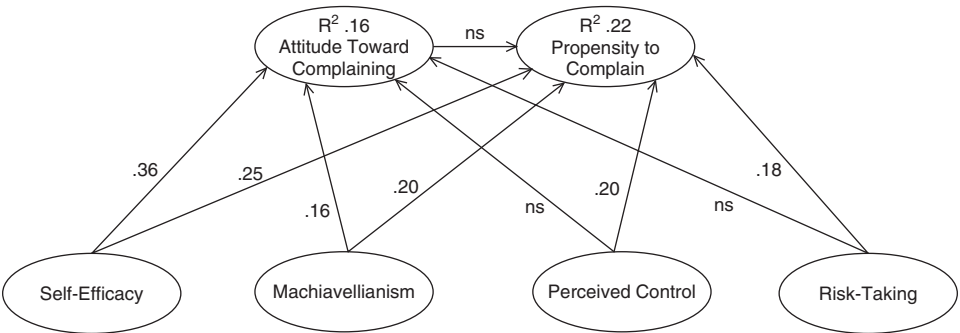 R² .16
Attitude Toward
Complaining
ns
R² .22
Propensity to
Complain
.36
.25
.16
.20
ns
.20
ns
.18
Self-Efficacy
Machiavellianism
Perceived Control
Risk-Taking